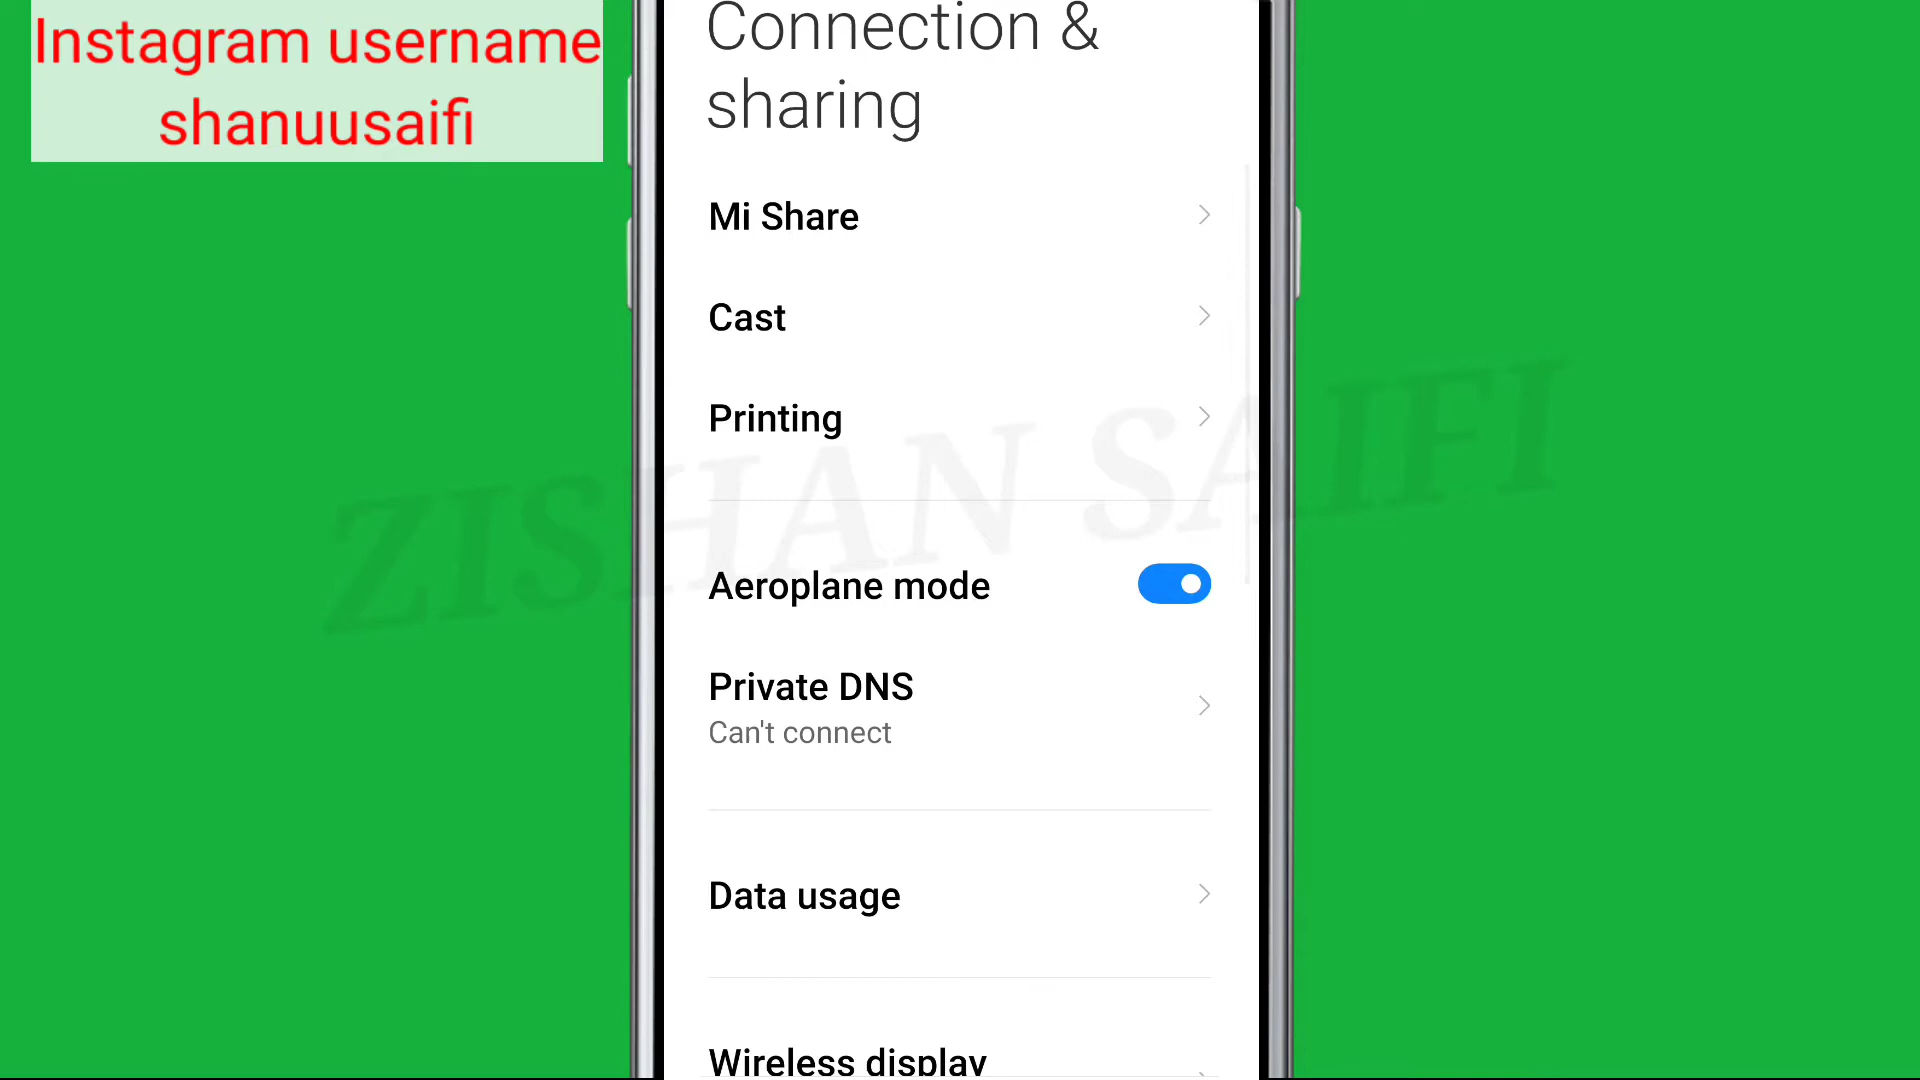 Instagram username
shanuusaifi
Connection &
sharing
Mi Share
Cast
Printing
ZISHAN SAIFI
Aeroplane mode
Private DNS
Can't connect
Data usage
Wireless display